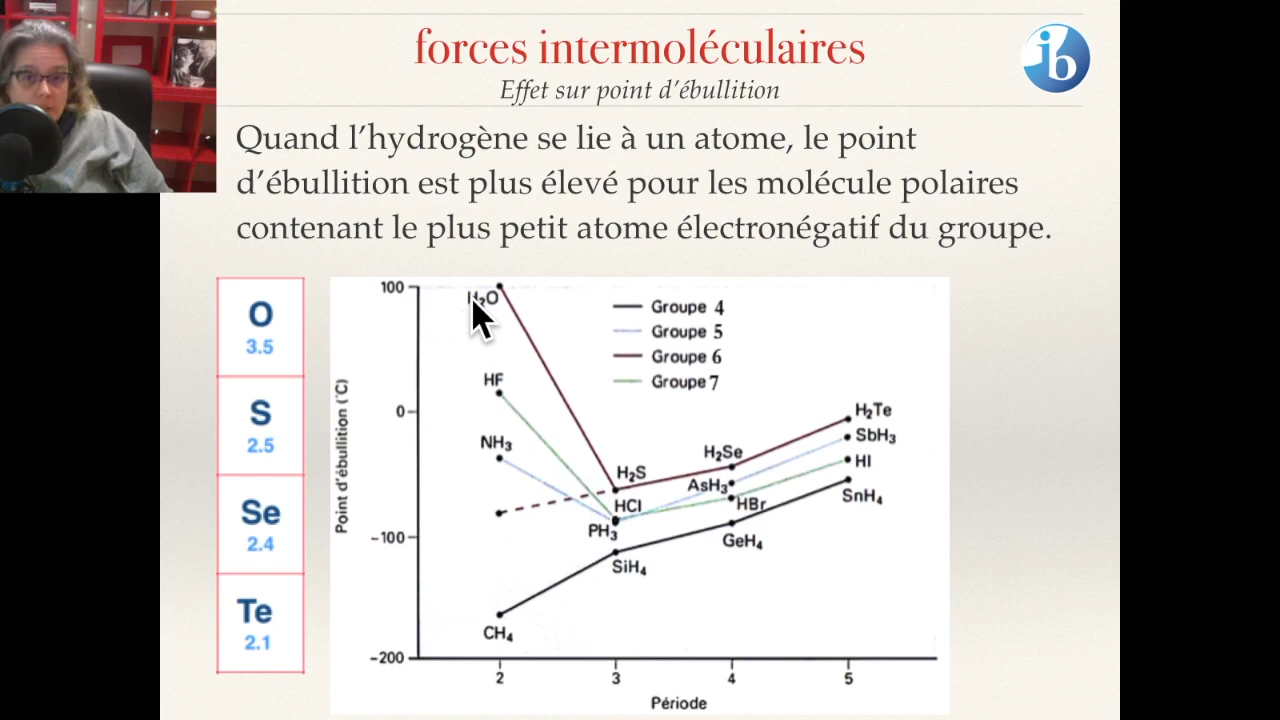 forces intermoléculaires
Effet sur point d'ébullition
ib
Quand l'hydrogène se lie à un atome, le point
d'ébullition est plus élevé pour les molécule polaires
contenant le plus petit atome électronégatif du groupe.
O
3.5
S
2.5
Se
2.4
Te
2.1
Point d'ébullition (°C)
100
0
-100
-200
H₂O
HF
NH₃
CH₄
H₂S
HCl
PH₃
SiH₄
H₂Se
AsH₃
HBr
GeH₄
H₂Te
SbH₃
HI
SnH₄
Groupe 4
Groupe 5
Groupe 6
Groupe 7
2
3
4
5
Période